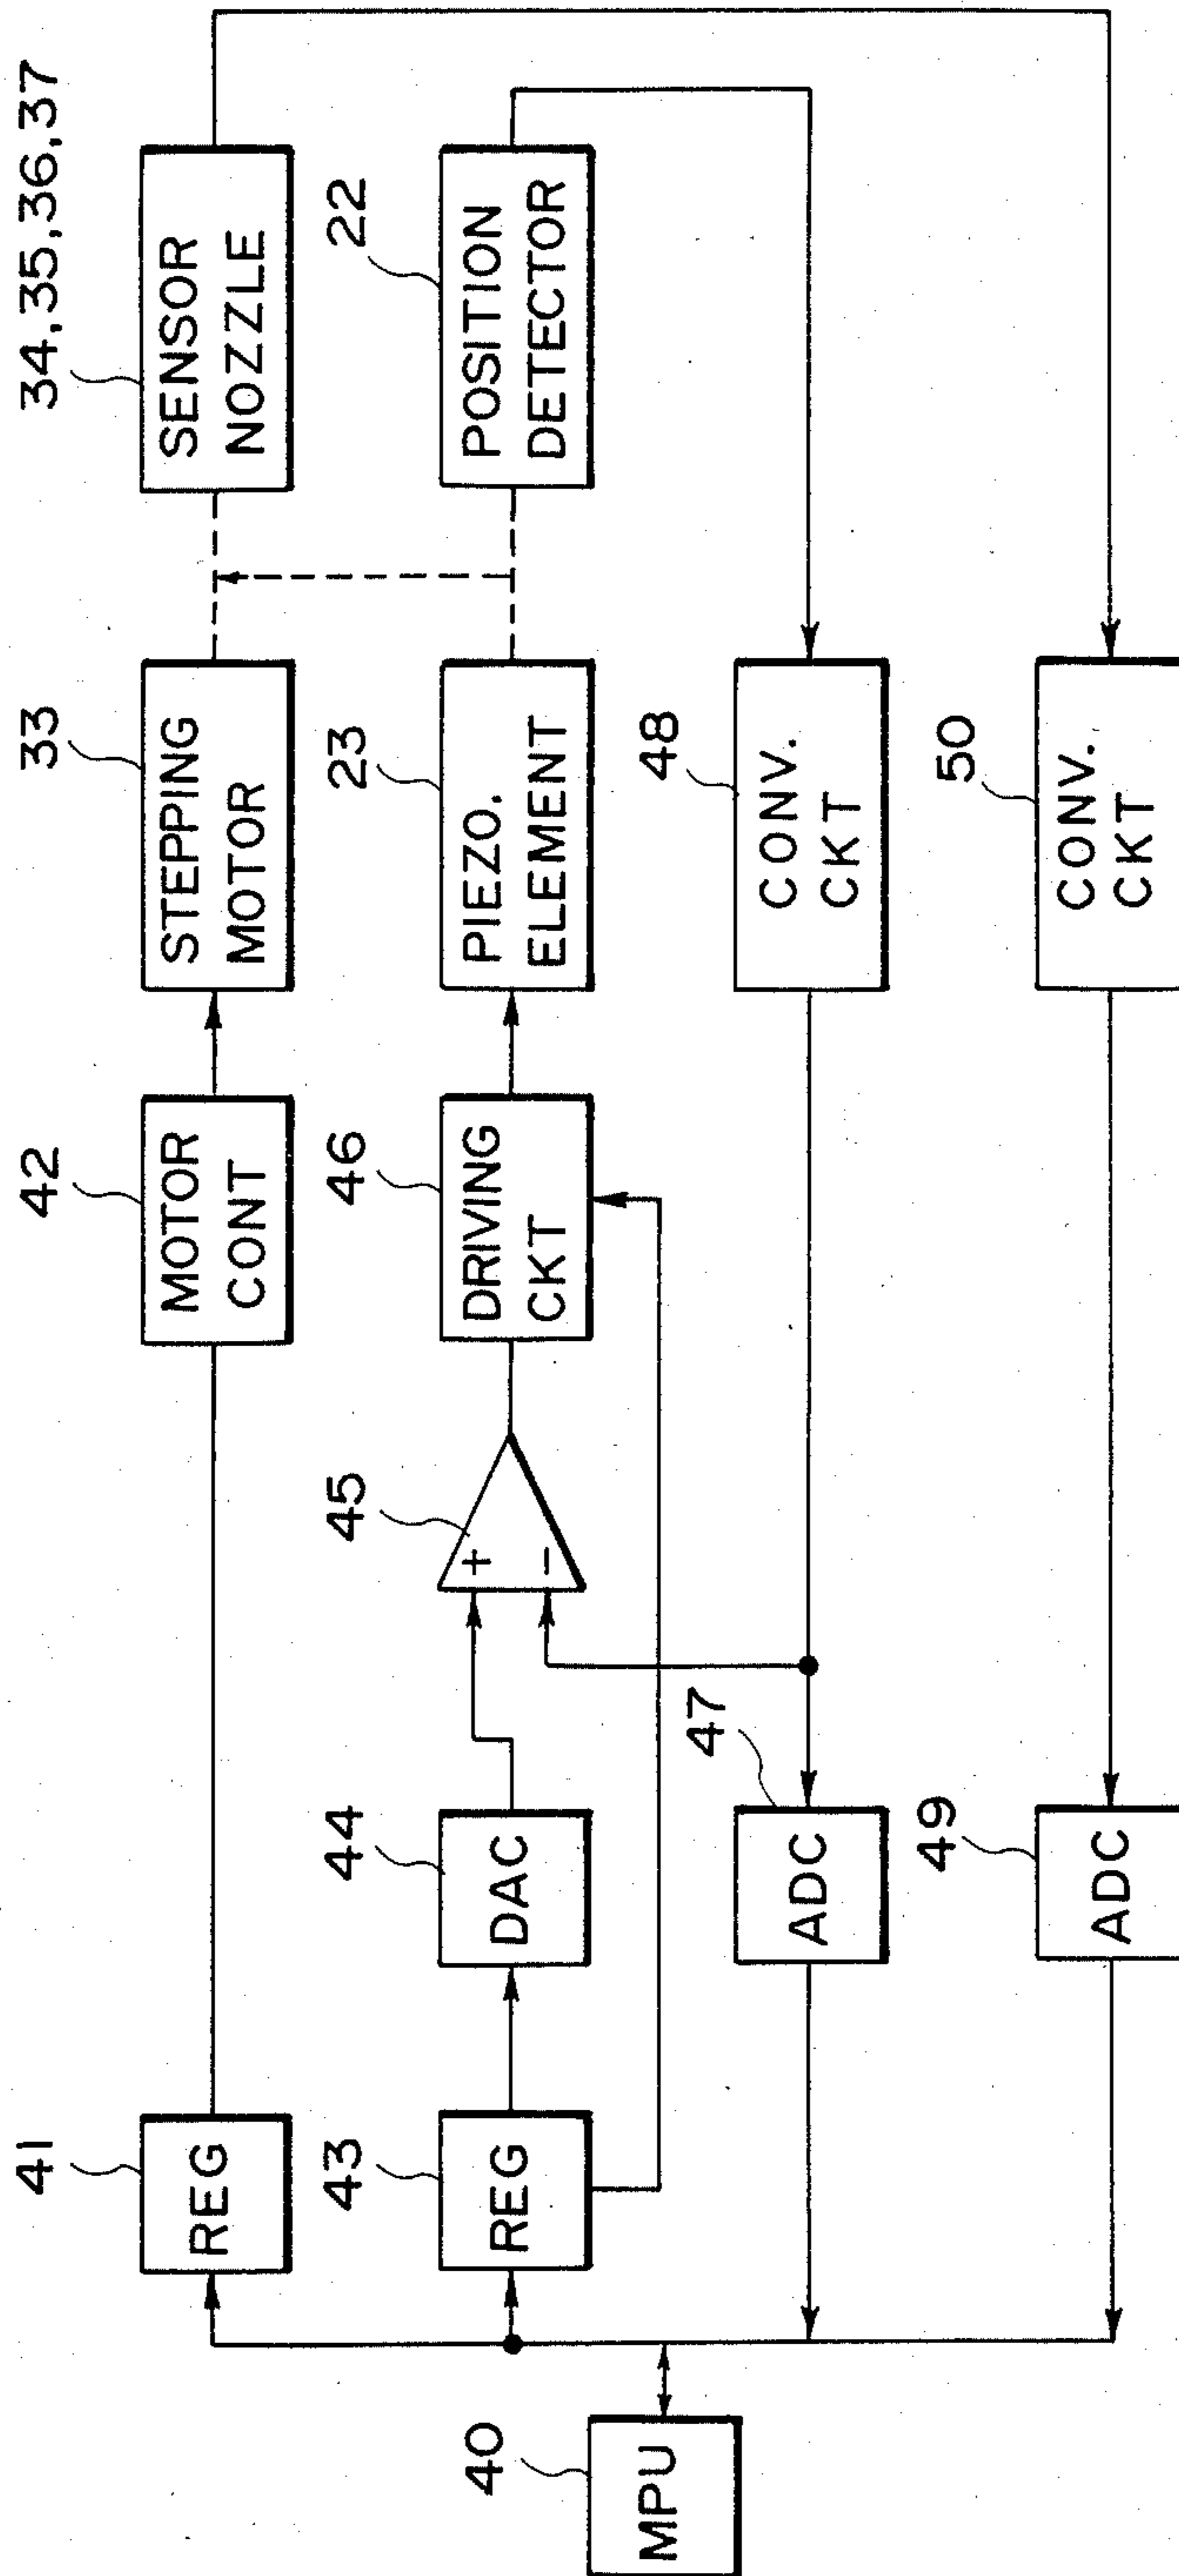 34,35,36,37
SENSOR
NOZZLE
22
POSITION
DETECTOR
33
STEPPING
MOTOR
23
PIEZO.
ELEMENT
48
CONV.
CKT
50
CONV.
CKT
42
MOTOR
CONT
46
DRIVING
CKT
45
+
-
44
DAC
47
ADC
49
ADC
41
REG
43
REG
40
MPU